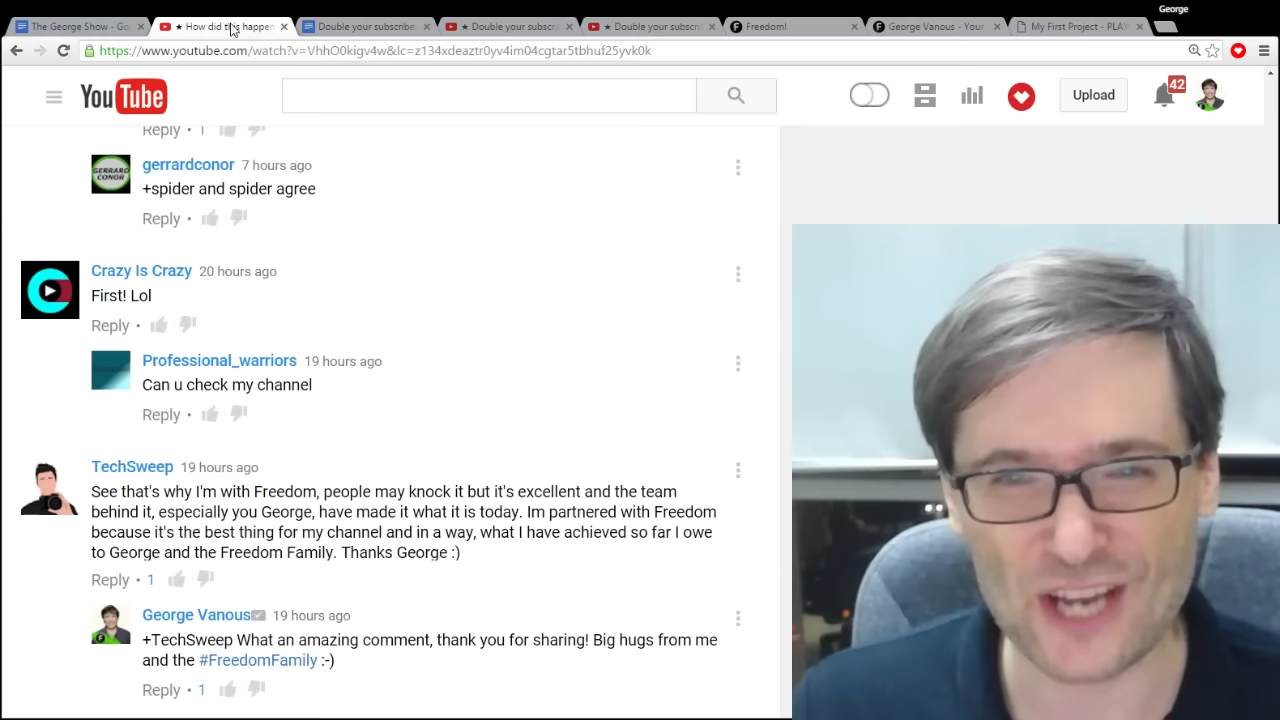 George
The George Show - Go
★ How did this happen
Double your subscribe
★ Double your subscri
★ Double your subscri
Freedom!
George Vanous - Your
My First Project - PLAY
https://www.youtube.com/watch?v=VhhO0kigv4w&lc=z134xdeaztr0yv4im04cgtar5tbhuf25yvk0k
YouTube
Upload
42
Reply • 1
gerrardconor 7 hours ago
GERRARD
CONOR
+spider and spider agree
Reply •
Crazy Is Crazy 20 hours ago
First! Lol
Reply •
Professional_warriors 19 hours ago
Can u check my channel
Reply •
TechSweep 19 hours ago
See that's why I'm with Freedom, people may knock it but it's excellent and the team
behind it, especially you George, have made it what it is today. Im partnered with Freedom
because it's the best thing for my channel and in a way, what I have achieved so far I owe
to George and the Freedom Family. Thanks George :)
Reply • 1
George Vanous 19 hours ago
+TechSweep What an amazing comment, thank you for sharing! Big hugs from me
and the #FreedomFamily :-)
Reply • 1